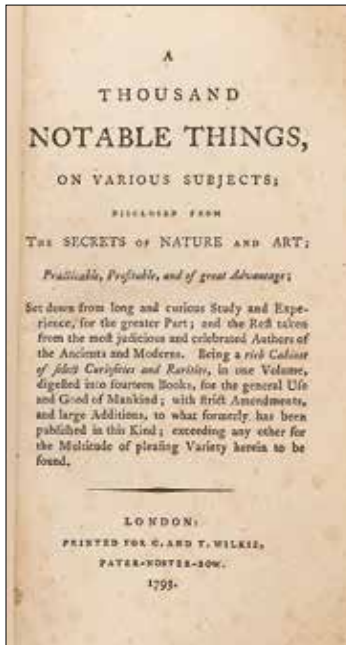 A
THOUSAND
NOTABLE THINGS,
ON VARIOUS SUBJECTS;
DISCLOSED FROM
THE SECRETS OF NATURE AND ART;
Practicable, Profitable, and of great Advantage;
Set down from long and curious Study and Expe-
rience, for the greater Part; and the Reſt taken
from the moſt judicious and celebrated Authors of
the Ancients and Moderns. Being a rich Cabinet
of ſelect Curioſities and Rarities, in one Volume,
digeſted into fourteen Books, for the general Uſe
and Good of Mankind; with ſtrict Amendments,
and large Additions, to what formerly has been
publiſhed in this Kind; exceeding any other for
the Multitude of pleaſing Variety herein to be
found.
LONDON:
PRINTED FOR G. AND T. WILKIE,
PATER-NOSTER-ROW.
1793.